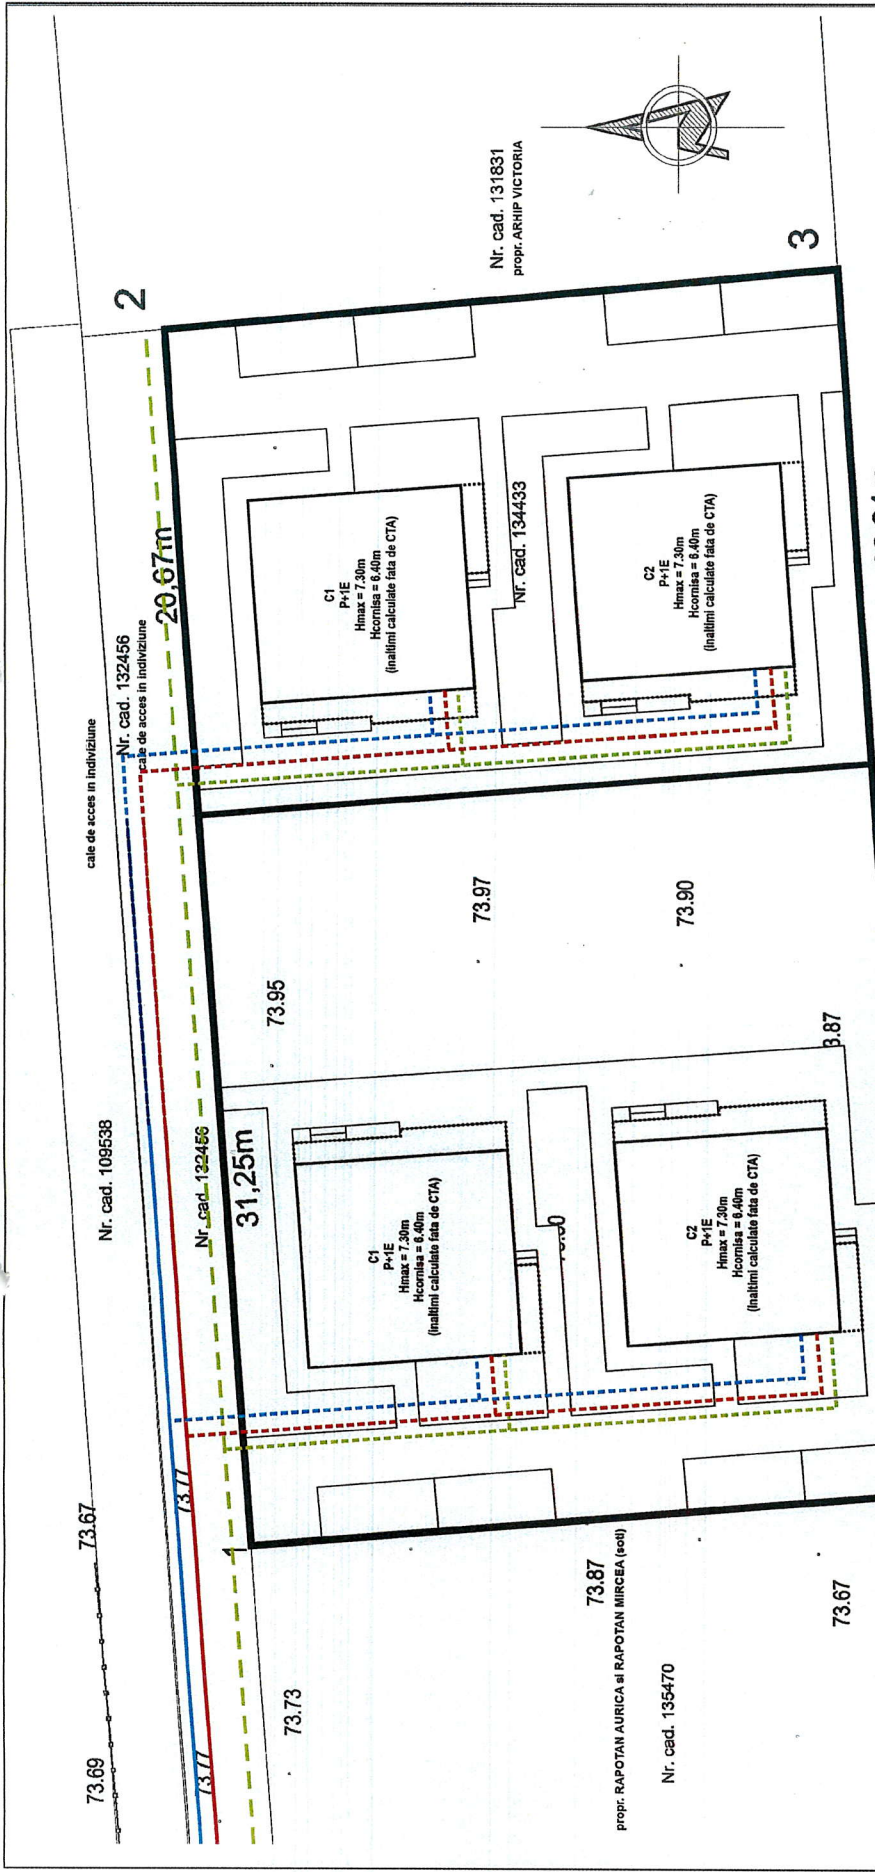 cale de acces in indiviziune
Nr. cad. 109538
73.67
73.69
2
Nr. cad. 132456
cale de acces in indiviziune
20,67m
Nr. cad. 132456
31,25m
73.77
73.77
1
73.73
Nr. cad. 131831
propr. ARHIP VICTORIA
3
C1
P+1E
Hmax = 7.30m
Hcornisa = 6.40m
(inaltimi calculate fata de CTA)
Nr. cad. 134433
C2
P+1E
Hmax = 7.30m
Hcornisa = 6.40m
(inaltimi calculate fata de CTA)
73.95
73.97
73.90
3.87
C1
P+1E
Hmax = 7.30m
Hcornisa = 6.40m
(inaltimi calculate fata de CTA)
C2
P+1E
Hmax = 7.30m
Hcornisa = 6.40m
(inaltimi calculate fata de CTA)
73.87
propr. RAPOTAN AURICA si RAPOTAN MIRCEA (soti)
Nr. cad. 135470
73.67